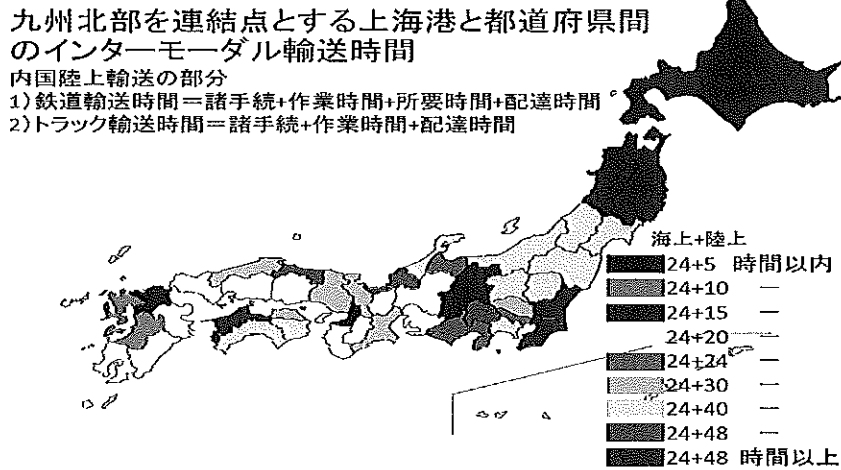 九州北部を連結点とする上海港と都道府県間
のインターモーダル輸送時間
内国陸上輸送の部分
1)鉄道輸送時間＝諸手続+作業時間+所要時間+配達時間
2)トラック輸送時間＝諸手続+作業時間+配達時間
海上+陸上
24+5 時間以内
24+10 ―
24+15 ―
24+20 ―
24+24 ―
24+30 ―
24+40 ―
24+48 ―
24+48 時間以上